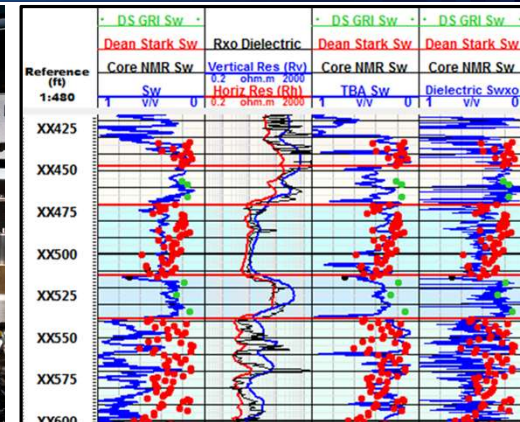 DS GRI Sw DS GRI Sw DS GRI Sw
Dean Stark Sw Rxo Dielectric Dean Stark Sw Dean Stark Sw
Core NMR Sw Vertical Res (Rv) Core NMR Sw Core NMR Sw
0.2 ohm.m 2000
Reference
(ft)
1:480
Sw Horiz Res (Rh) TBA Sw Dielectric Swxo
1 v/v 0 0.2 ohm.m 2000 1 v/v 0 1 v/v 0
XX425
XX450
XX475
XX500
XX525
XX550
XX575
XX600